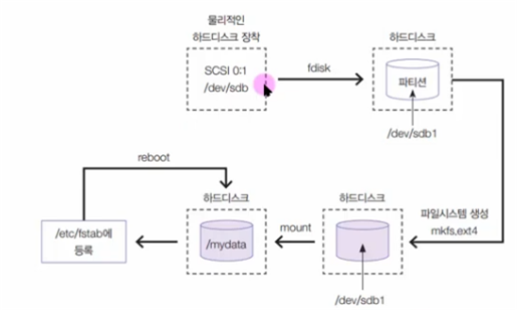 물리적인
하드디스크 장착
SCSI 0:1
/dev/sdb
fdisk
하드디스크
파티션
/dev/sdb1
파일시스템 생성
mkfs,ext4
하드디스크
/dev/sdb1
mount
하드디스크
/mydata
/etc/fstab에
등록
reboot